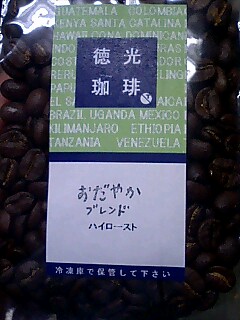 GUATEMALA COLOMBIA
KENYA SANTA CATALINA
HAWAII KONA DOMINICAN
INDO
徳光
珈琲
BRAZIL UGANDA MEXICO
KILIMANJARO ETHIOPIA
TANZANIA VENEZUELA
おだやか
ブレンド
ハイロースト
冷凍庫で保管して下さい